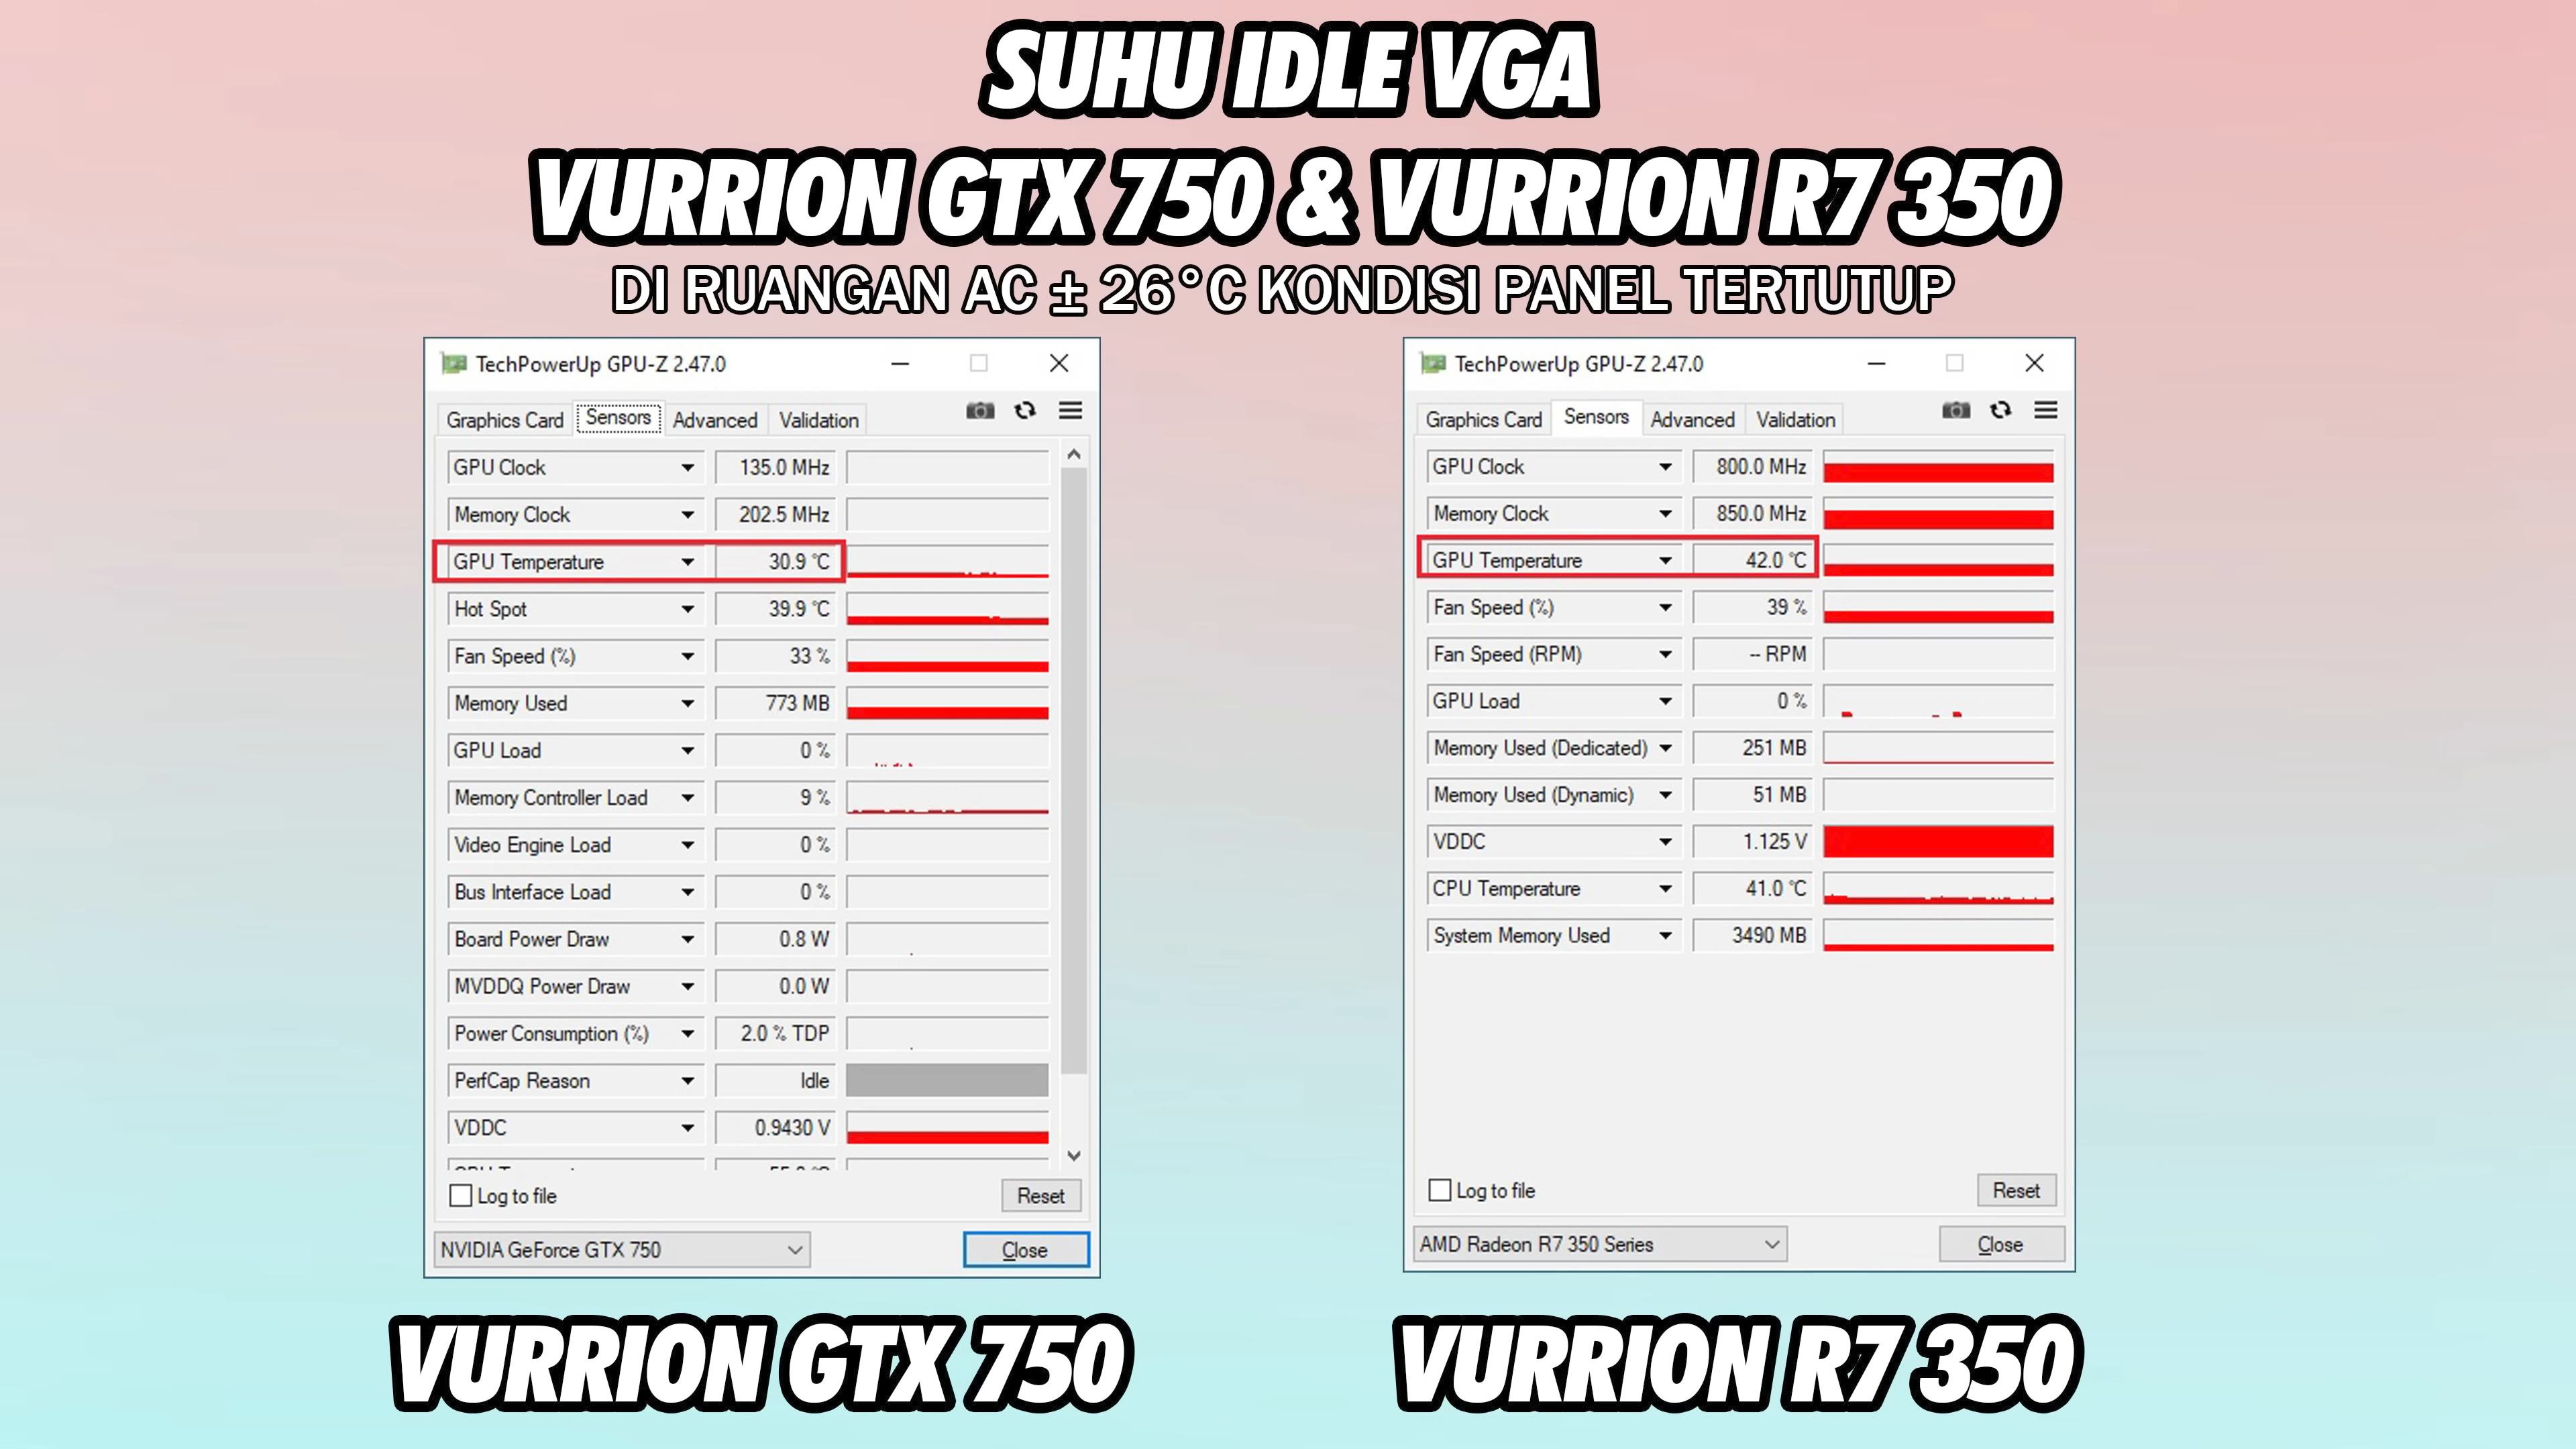 SUHU IDLE VGA
VURRION GTX 750 & VURRION R7 350
DI RUANGAN AC ± 26°C KONDISI PANEL TERTUTUP
TechPowerUp GPU-Z 2.47.0
Graphics Card Sensors Advanced Validation
GPU Clock 135.0 MHz
Memory Clock 202.5 MHz
GPU Temperature 30.9 °C
Hot Spot 39.9 °C
Fan Speed (%) 33 %
Memory Used 773 MB
GPU Load 0 %
Memory Controller Load 9 %
Video Engine Load 0 %
Bus Interface Load 0 %
Board Power Draw 0.8 W
MVDDQ Power Draw 0.0 W
Power Consumption (%) 2.0 % TDP
PerfCap Reason Idle
VDDC 0.9430 V
Log to file Reset
NVIDIA GeForce GTX 750 Close
VURRION GTX 750
TechPowerUp GPU-Z 2.47.0
Graphics Card Sensors Advanced Validation
GPU Clock 800.0 MHz
Memory Clock 850.0 MHz
GPU Temperature 42.0 °C
Fan Speed (%) 39 %
Fan Speed (RPM) -- RPM
GPU Load 0 %
Memory Used (Dedicated) 251 MB
Memory Used (Dynamic) 51 MB
VDDC 1.125 V
CPU Temperature 41.0 °C
System Memory Used 3490 MB
Log to file Reset
AMD Radeon R7 350 Series Close
VURRION R7 350